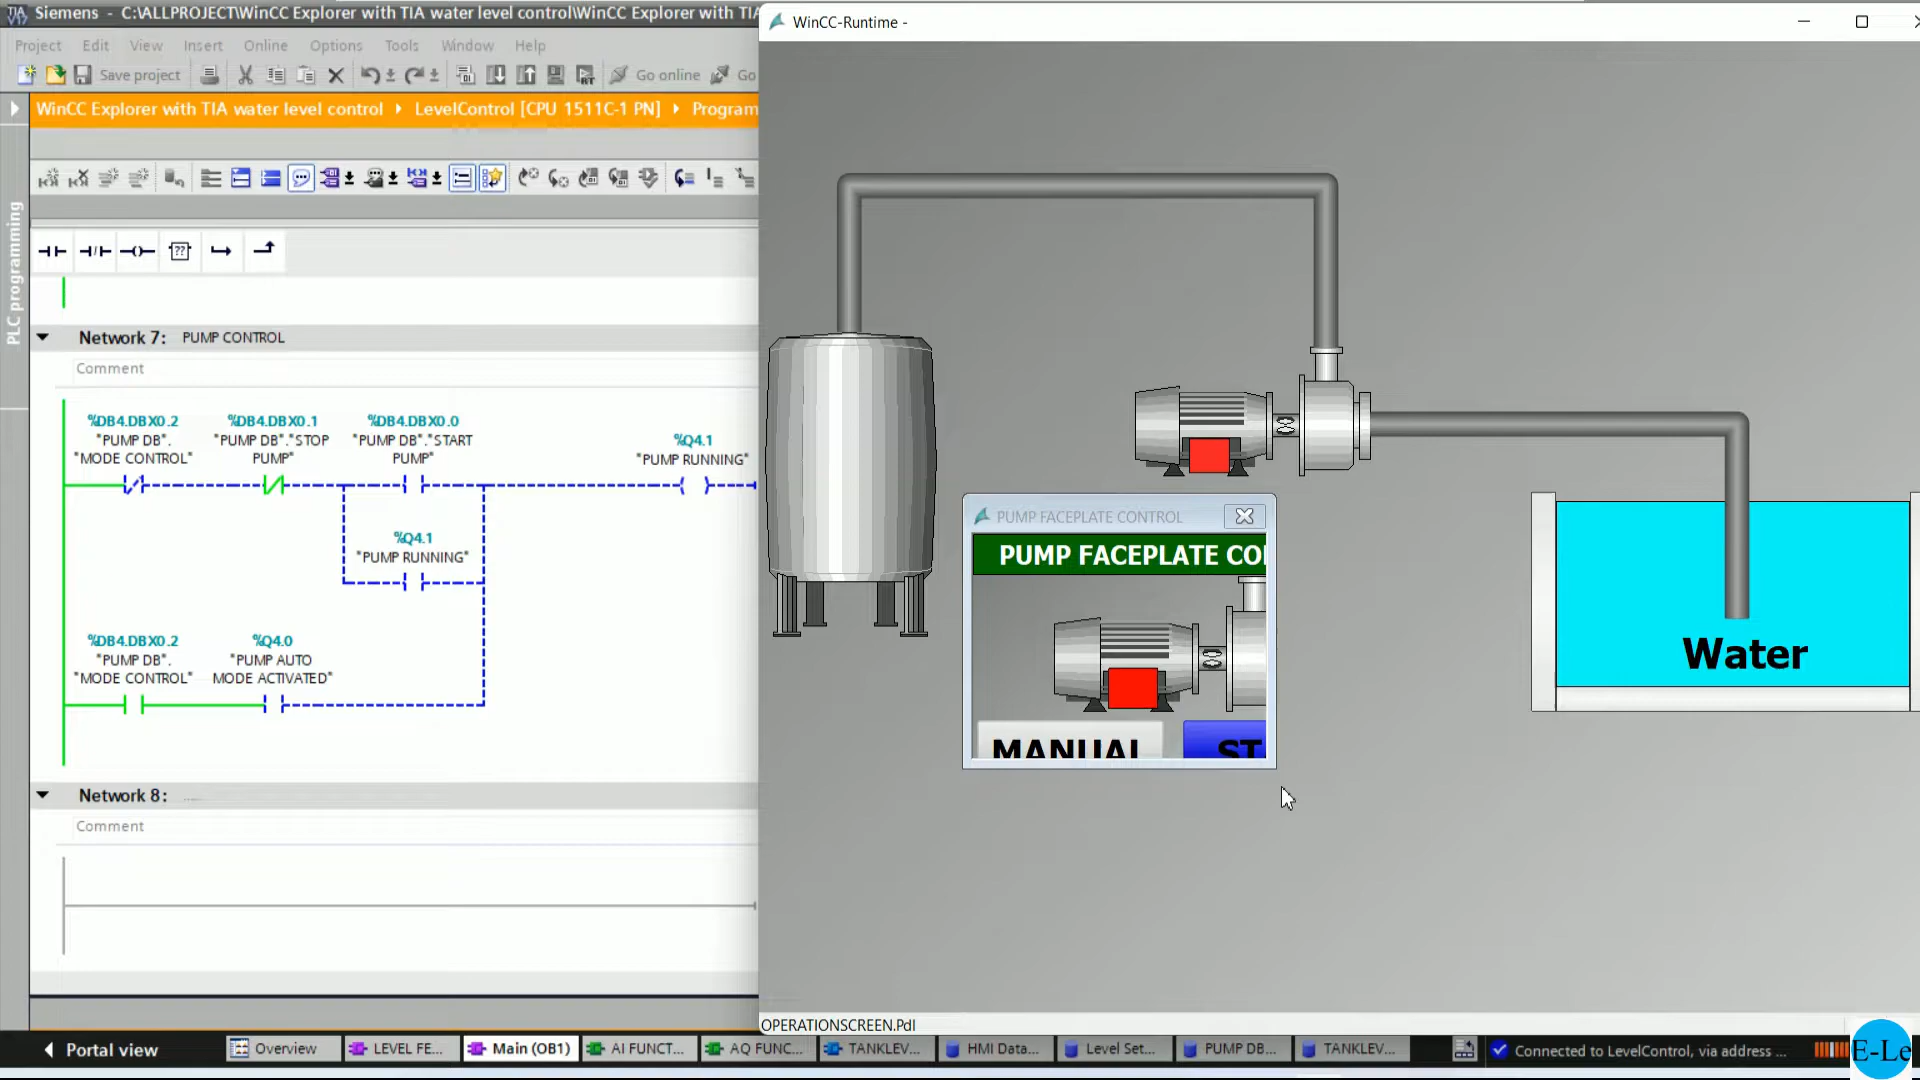 Siemens - C:\ALLPROJECT\WinCC Explorer with TIA water level control\WinCC Explorer with TIA
WinCC-Runtime -
Project Edit View Insert Online Options Tools Window Help
Save project Go online Go
WinCC Explorer with TIA water level control LevelControl [CPU 1511C-1 PN] Program
PLC programming
Network 7: PUMP CONTROL
Comment
%DB4.DBX0.2 %DB4.DBX0.1 %DB4.DBX0.0 %Q4.1
"PUMP DB". "PUMP DB"."STOP "PUMP DB"."START "PUMP RUNNING"
"MODE CONTROL" PUMP" PUMP"
%Q4.1
"PUMP RUNNING"
%DB4.DBX0.2 %Q4.0
"PUMP DB". "PUMP AUTO
"MODE CONTROL" MODE ACTIVATED"
Network 8: .....
Comment
PUMP FACEPLATE CONTROL
PUMP FACEPLATE CO
MANUAL ST
Water
OPERATIONSCREEN.Pdl
Portal view Overview LEVEL FE... Main (OB1) AI FUNCT... AQ FUNC... TANKLEV... HMI Data... Level Set... PUMP DB... TANKLEV... Connected to LevelControl, via address ...
E-Le